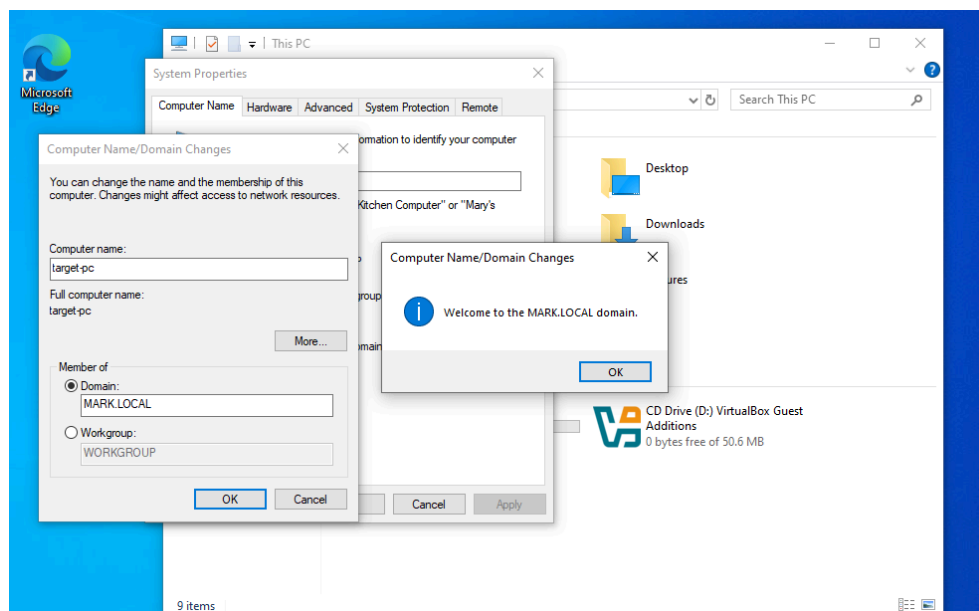 Microsoft
Edge
This PC
System Properties
Computer Name
Hardware
Advanced
System Protection
Remote
Search This PC
ormation to identify your computer
Kitchen Computer" or "Mary's
Computer Name/Domain Changes
You can change the name and the membership of this
computer. Changes might affect access to network resources.
Computer name:
target-pc
Full computer name:
target-pc
More...
Member of
Domain:
MARK.LOCAL
Workgroup:
WORKGROUP
OK
Cancel
Computer Name/Domain Changes
Welcome to the MARK.LOCAL domain.
OK
Cancel
Apply
Desktop
Downloads
ures
CD Drive (D:) VirtualBox Guest
Additions
0 bytes free of 50.6 MB
9 items